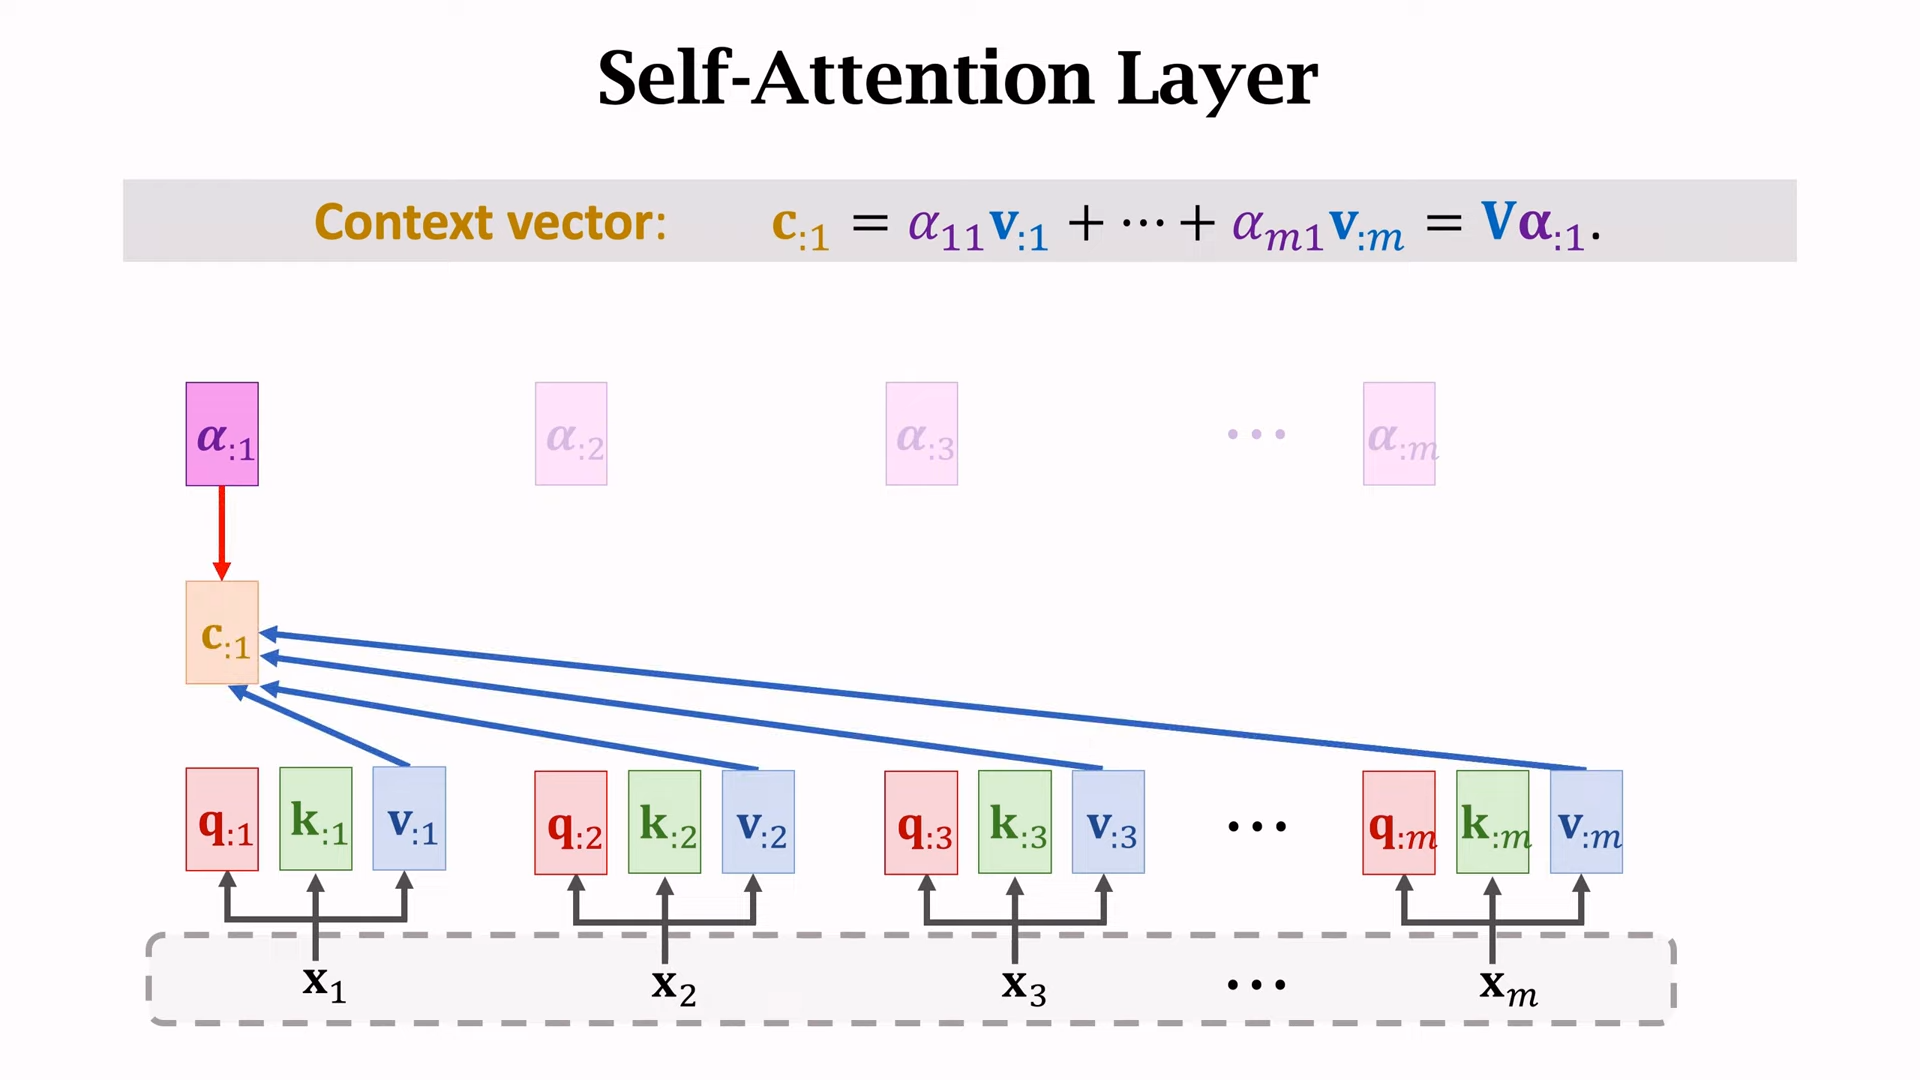 Self-Attention Layer
Context vector: c:1 = α11v:1 + ⋯ + αm1v:m = Vα:1.
α:1 α:2 α:3 ⋯ α:m
c:1
q:1 k:1 v:1 q:2 k:2 v:2 q:3 k:3 v:3 ⋯ q:m k:m v:m
x1 x2 x3 ⋯ xm